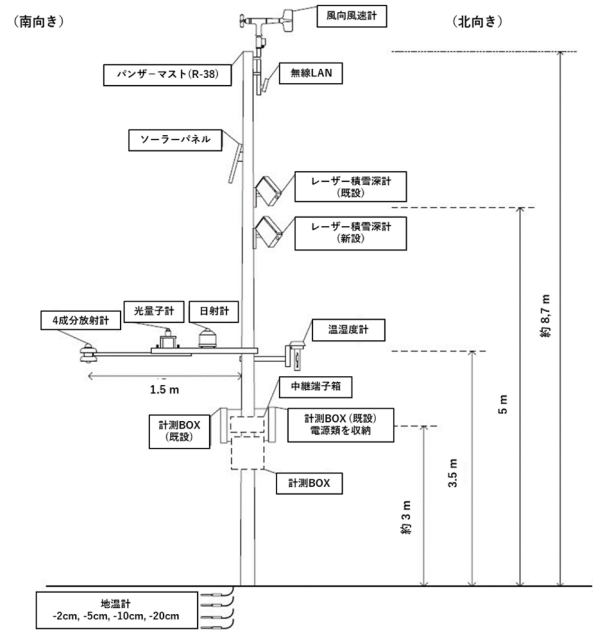 (南向き)
(北向き)
風向風速計
パンザーマスト(R-38)
無線LAN
ソーラーパネル
レーザー積雪深計
(既設)
レーザー積雪深計
(新設)
光量子計
日射計
4成分放射計
温湿度計
約 8,7 m
1.5 m
5 m
中継端子箱
計測BOX
(既設)
計測BOX (既設)
電源類を収納
3.5 m
計測BOX
約 3 m
地温計
-2cm, -5cm, -10cm, -20cm